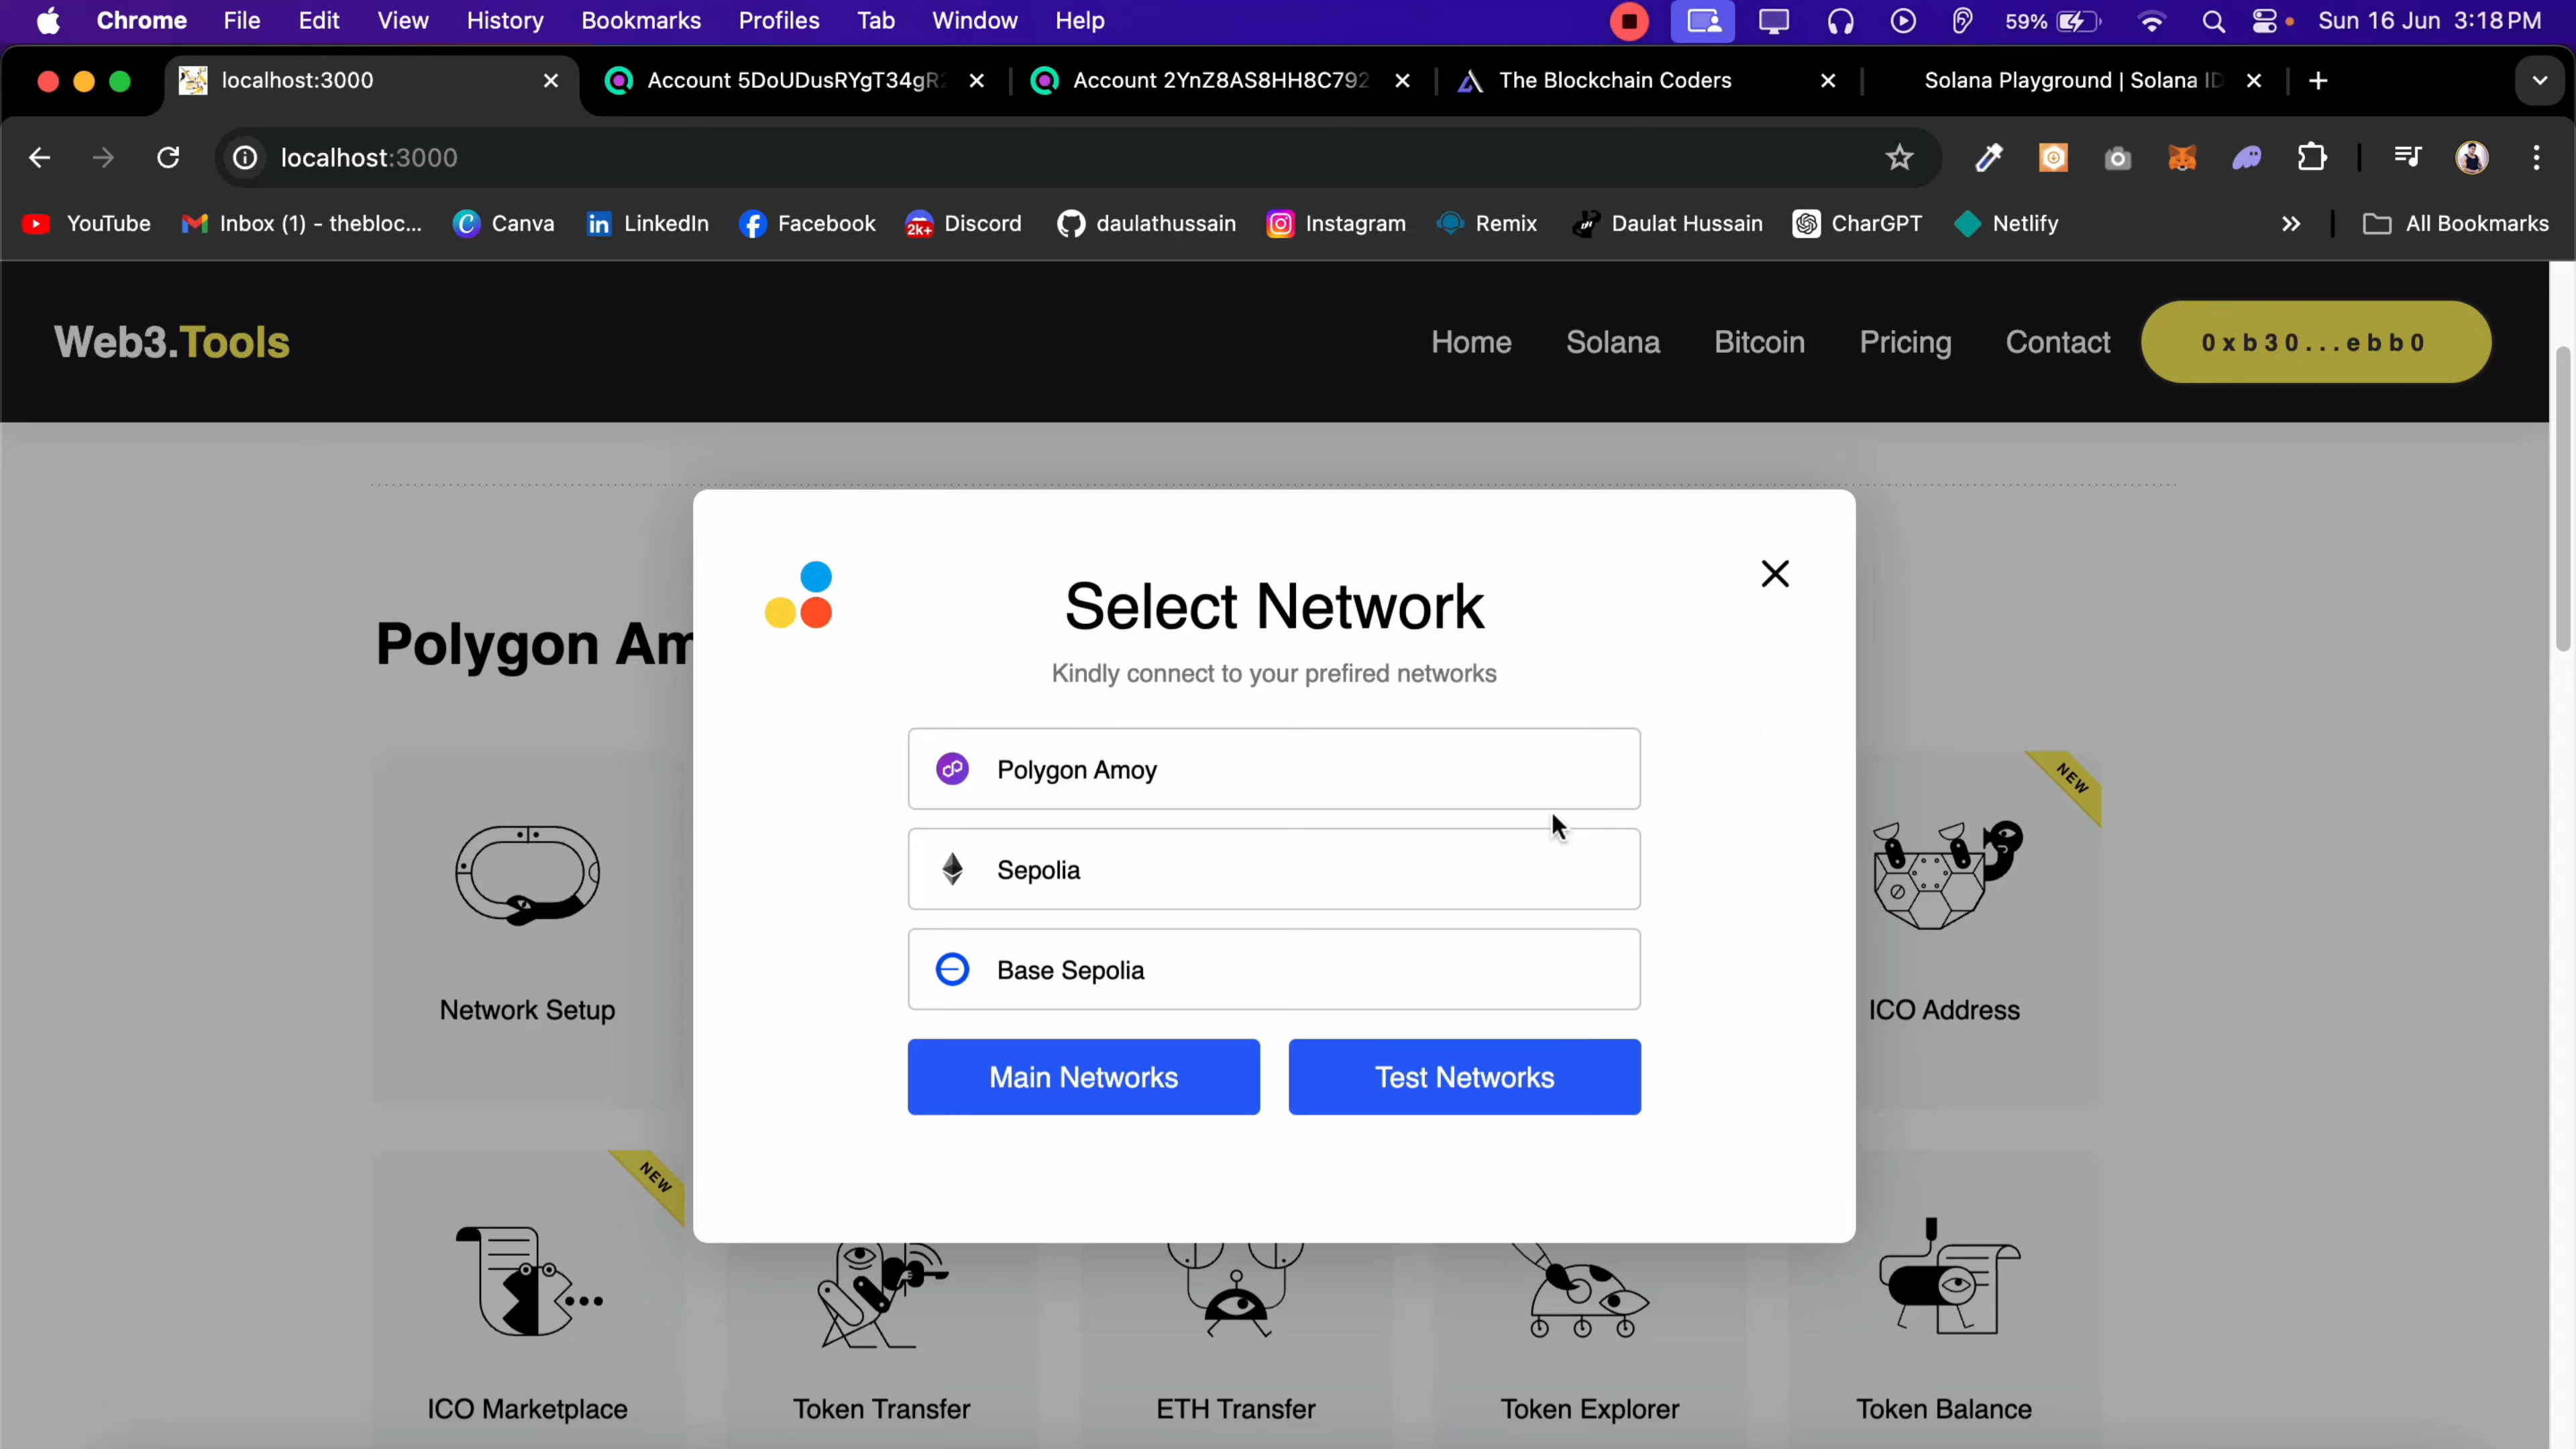 Chrome File Edit View History Bookmarks Profiles Tab Window Help 59% Sun 16 Jun 3:18 PM
localhost:3000 Account 5DoUDusRYgT34gR Account 2YnZ8AS8HH8C792 The Blockchain Coders Solana Playground | Solana ID
localhost:3000
YouTube Inbox (1) - thebloc... Canva LinkedIn Facebook 2k+ Discord daulathussain Instagram Remix Daulat Hussain CharGPT Netlify » All Bookmarks
Web3.Tools Home Solana Bitcoin Pricing Contact 0xb30...ebb0
Select Network
Polygon Am
Kindly connect to your prefired networks
Polygon Amoy
NEW
Sepolia
Base Sepolia
Network Setup ICO Address
Main Networks Test Networks
NEW
ICO Marketplace Token Transfer ETH Transfer Token Explorer Token Balance